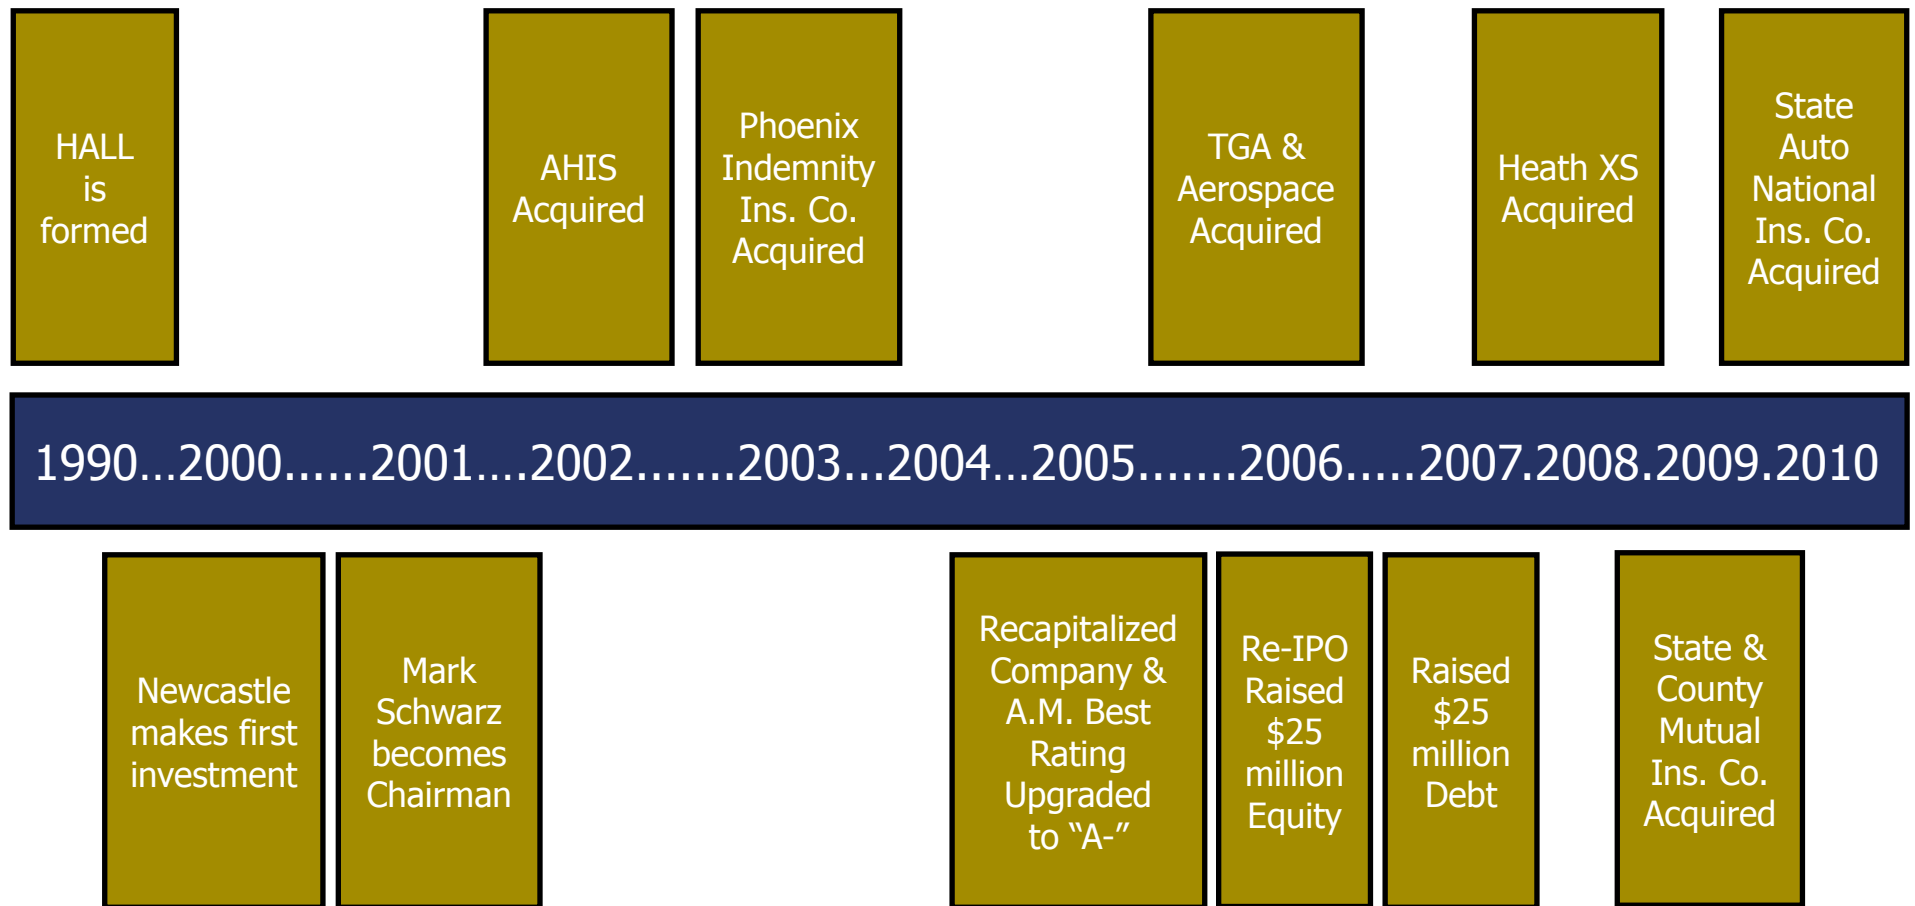 HALL
is
formed
AHIS
Acquired
Phoenix
Indemnity
Ins. Co.
Acquired
TGA &
Aerospace
Acquired
Heath XS
Acquired
State
Auto
National
Ins. Co.
Acquired
1990...2000......2001....2002.......2003...2004...2005.......2006.....2007.2008.2009.2010
Newcastle
makes first
investment
Mark
Schwarz
becomes
Chairman
Recapitalized
Company &
A.M. Best
Rating
Upgraded
to “A-”
Re-IPO
Raised
$25
million
Equity
Raised
$25
million
Debt
State &
County
Mutual
Ins. Co.
Acquired